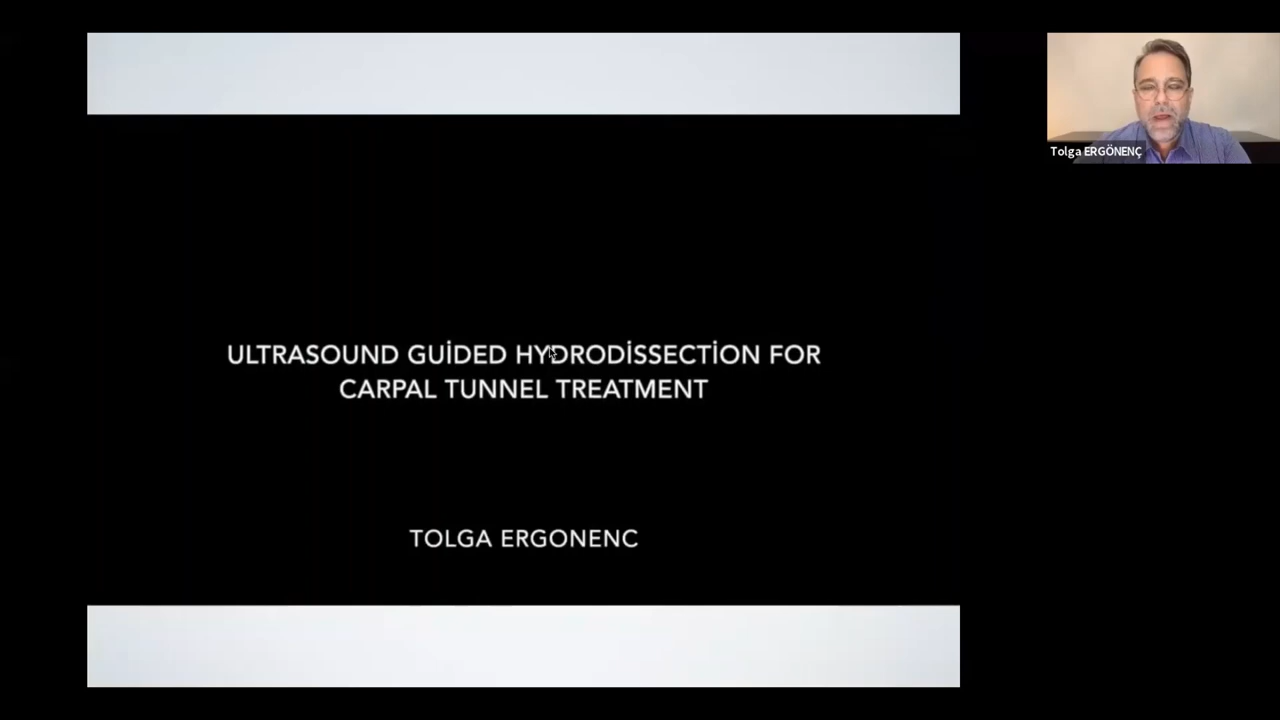 ULTRASOUND GUİDED HYDRODİSSECTİON FOR
CARPAL TUNNEL TREATMENT
TOLGA ERGONENC
Tolga ERGÖNENÇ